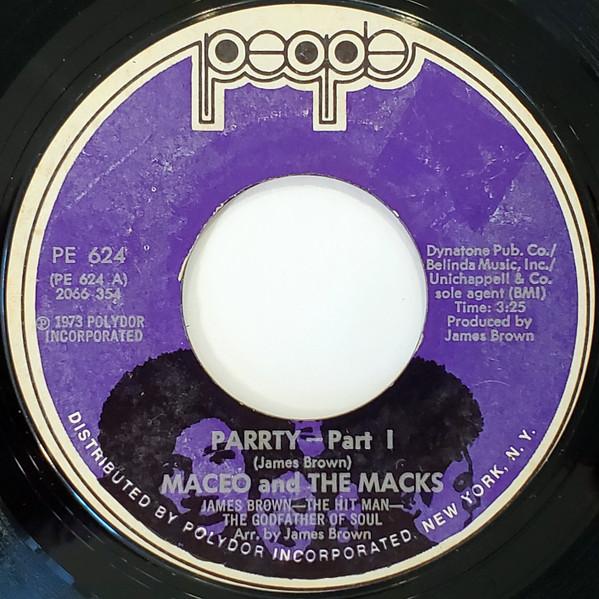 people
PE 624
(PE 624 A)
2066 354
℗ 1973 POLYDOR
INCORPORATED
Dynatone Pub. Co./
Belinda Music, Inc./
Unichappell & Co.
sole agent (BMI)
Time: 3:25
Produced by
James Brown
PARRTY—Part I
(James Brown)
MACEO and THE MACKS
JAMES BROWN—THE HIT MAN—
THE GODFATHER OF SOUL
Arr. by James Brown
DISTRIBUTED BY POLYDOR INCORPORATED, NEW YORK, N.Y.